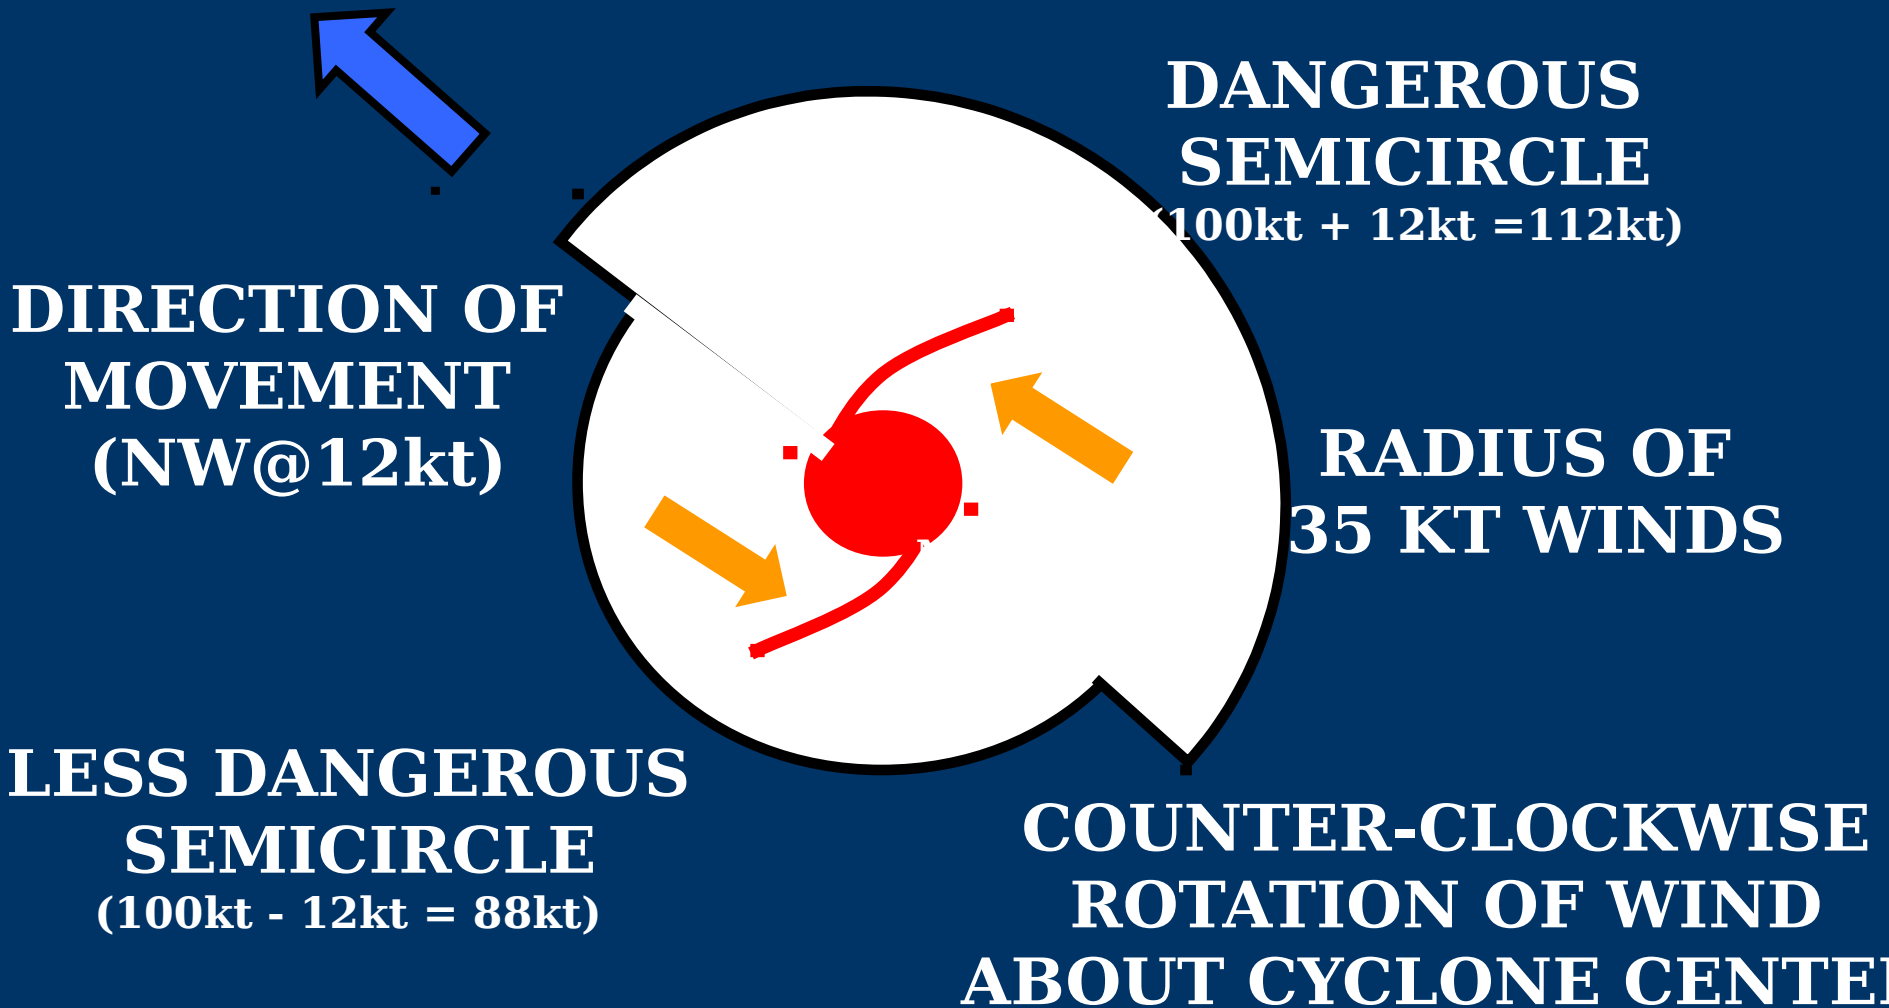 DANGEROUS
SEMICIRCLE
(100kt + 12kt =112kt)
DIRECTION OF
MOVEMENT
(NW@12kt)
RADIUS OF
35 KT WINDS
LESS DANGEROUS
SEMICIRCLE
(100kt - 12kt = 88kt)
COUNTER-CLOCKWISE
ROTATION OF WIND
ABOUT CYCLONE CENTER